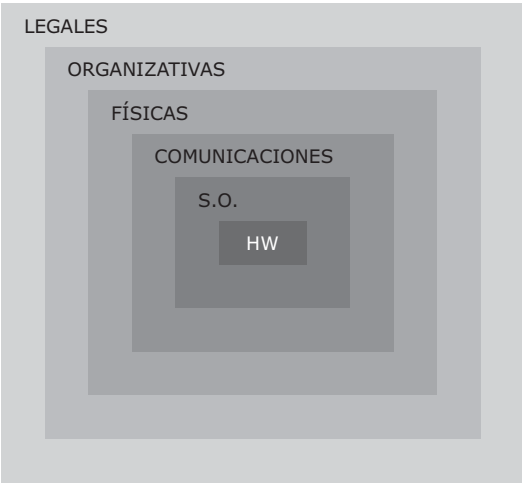 LEGALES
ORGANIZATIVAS
FÍSICAS
COMUNICACIONES
S.O.
HW